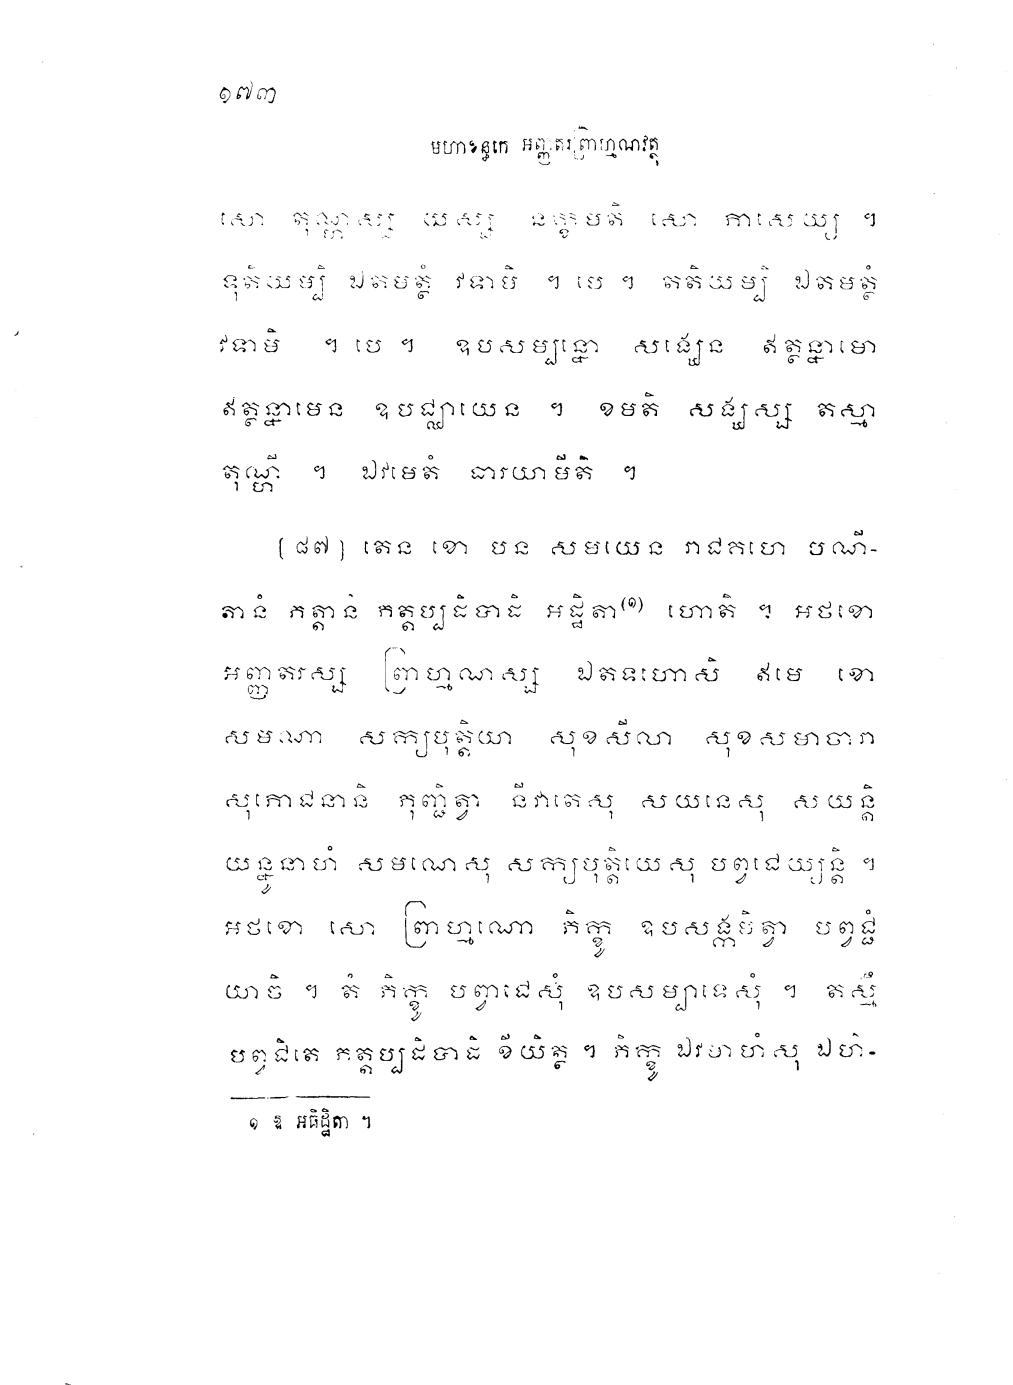 ១៧៣
មហាខន្ធកេ អញ្ញតរព្រាហ្មណវត្ថុ
សោ តុណ្ហស្ស យស្ស នក្ខមតិ សោ ភាសេយ្យ ។
ទុតិយម្បិ ឯតមត្ថំ វទាមិ ។ បេ ។ តតិយម្បិ ឯតមត្ថំ
វទាមិ ។ បេ ។ ឧបសម្បន្នោ សង្ឃេន ឥត្ថន្នាមោ
ឥត្ថន្នាមេន ឧបជ្ឈាយេន ។ ខមតិ សង្ឃស្ស តស្មា
តុណ្ហី ។ ឯវមេតំ ធារយាមីតិ ។
(៨៧) តេន ខោ បន សមយេន រាជគហេ បណី-
តានំ ភត្តានំ ភត្តប្បដិបាដិ អដ្ឋិតា(១) ហោតិ ។ អថខោ
អញ្ញតរស្ស ព្រាហ្មណស្ស ឯតទហោសិ ឥមេ ខោ
សមណា សក្យបុត្តិយា សុខសីលា សុខសមាចារា
សុភោជនានិ ភុញ្ជិត្វា និវាតេសុ សយនេសុ សយន្តិ
យន្នូនាហំ សមណេសុ សក្យបុត្តិយេសុ បព្វជេយ្យន្តិ ។
អថខោ សោ ព្រាហ្មណោ ភិក្ខូ ឧបសង្កមិត្វា បព្វជ្ជំ
យាចិ ។ តំ ភិក្ខូ បព្វាជេសុំ ឧបសម្បាទេសុំ ។ តស្មឹ
បព្វជិតេ ភត្តប្បដិបាដិ ខីយិត្ថ ។ ភិក្ខូ ឯវមាហំសុ ឯហិ-
១ ឱ អធិដ្ឋិតា ។